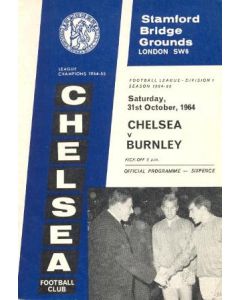 Stamford
Bridge
Grounds
LONDON SW6
LEAGUE
CHAMPIONS 1954-55
FOOTBALL LEAGUE - DIVISION 1
SEASON 1964-65
Saturday,
31st October, 1964
CHELSEA
v
BURNLEY
KICK-OFF 3 p.m.
OFFICIAL PROGRAMME — SIXPENCE
CHELSEA
FOOTBALL
CLUB